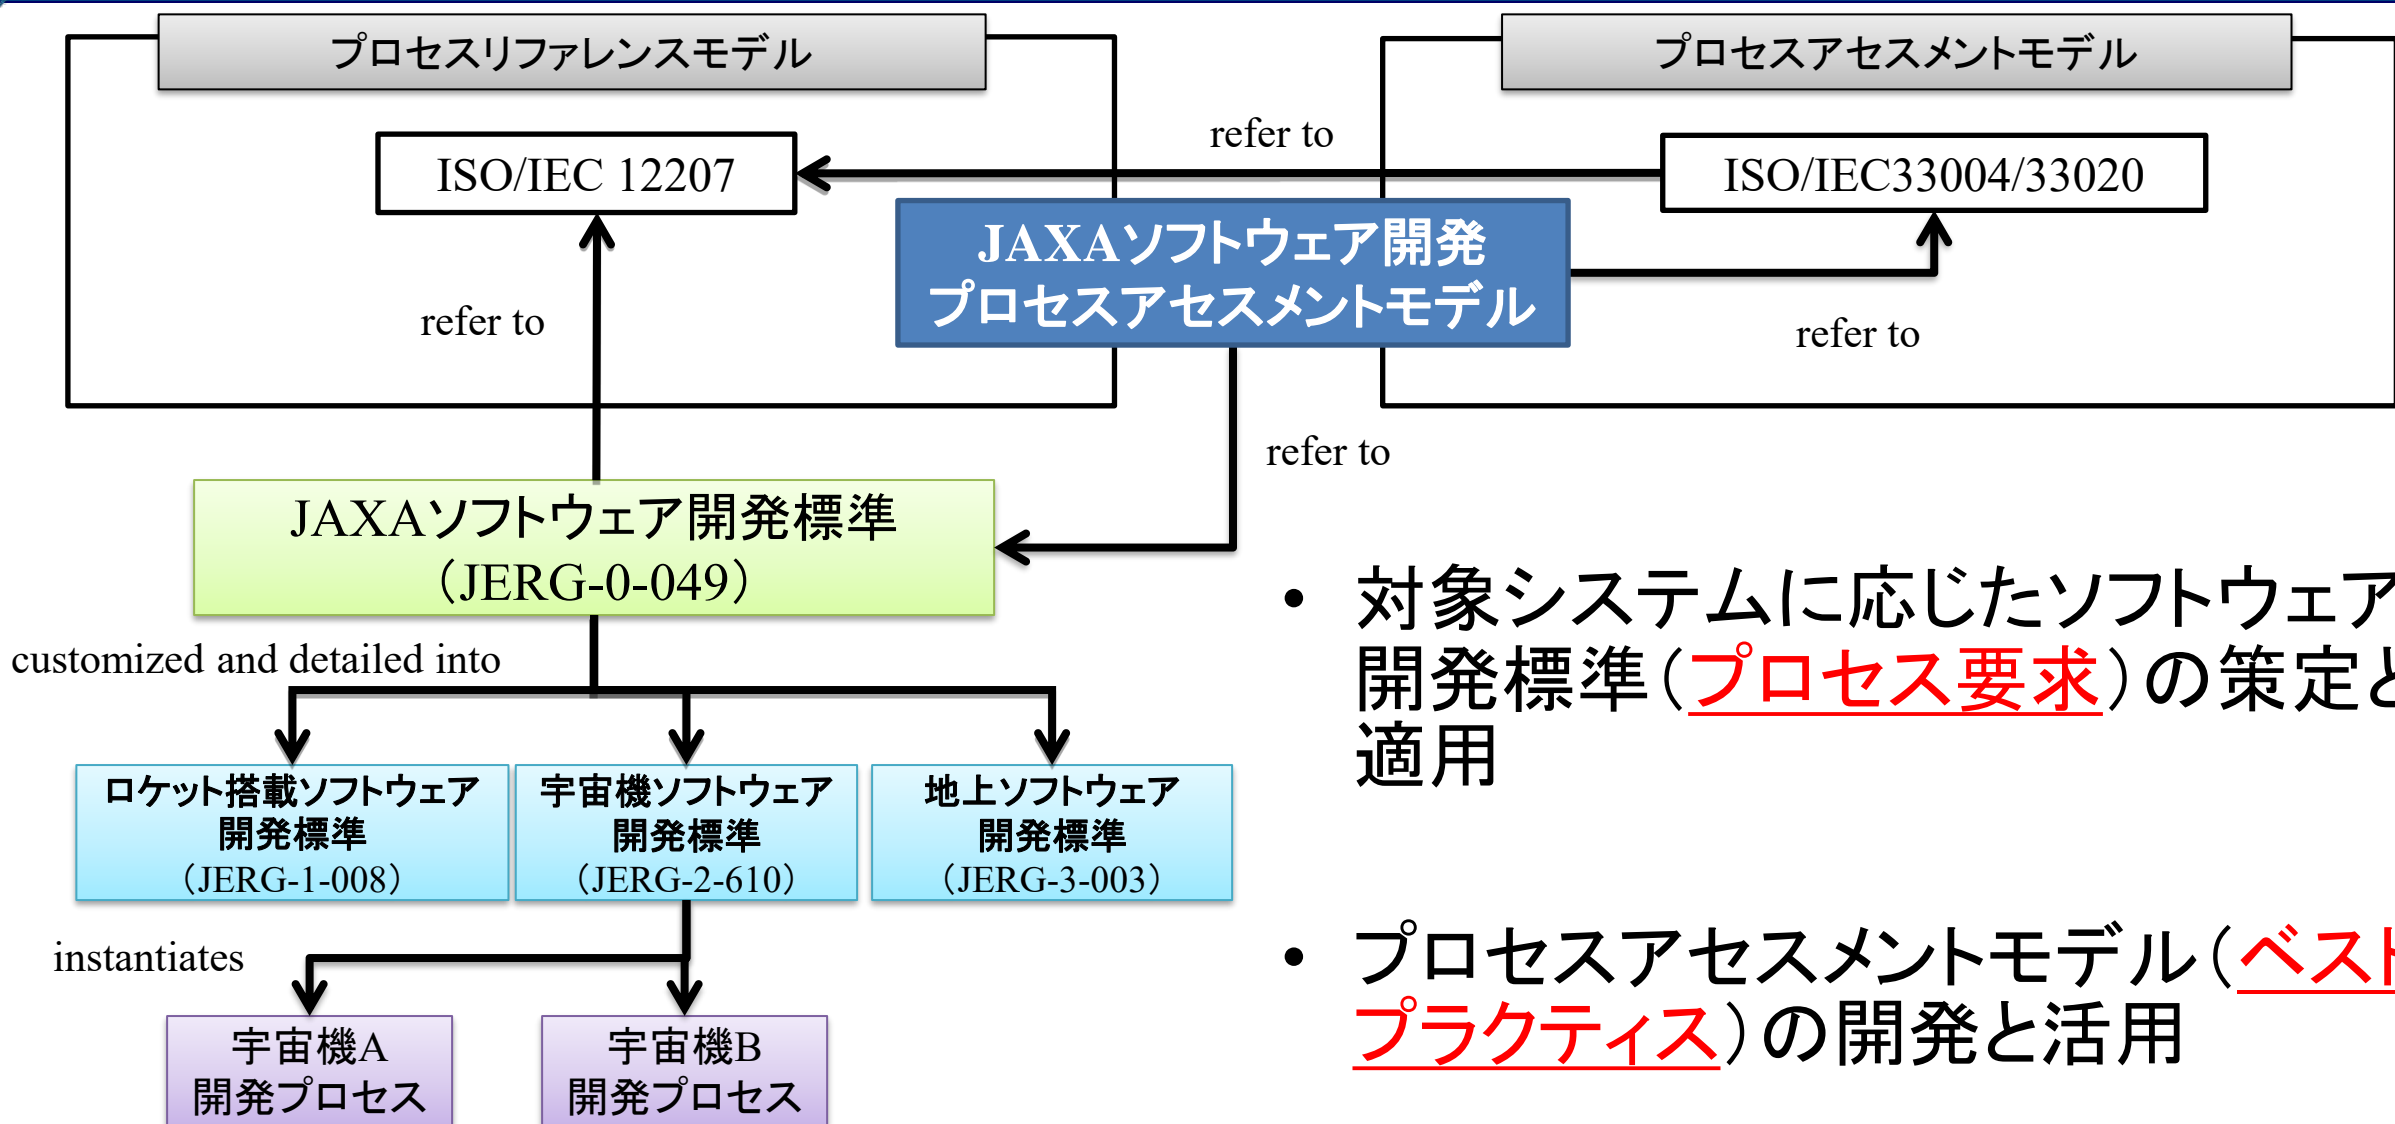 プロセスリファレンスモデル
プロセスアセスメントモデル
refer to
ISO/IEC 12207
ISO/IEC33004/33020
JAXAソフトウェア開発
プロセスアセスメントモデル
refer to
refer to
refer to
JAXAソフトウェア開発標準
（JERG-0-049）
customized and detailed into
ロケット搭載ソフトウェア
開発標準
（JERG-1-008）
宇宙機ソフトウェア
開発標準
（JERG-2-610）
地上ソフトウェア
開発標準
（JERG-3-003）
instantiates
宇宙機A
開発プロセス
宇宙機B
開発プロセス
• 対象システムに応じたソフトウェア
開発標準（プロセス要求）の策定と
適用
• プロセスアセスメントモデル（ベスト
プラクティス）の開発と活用